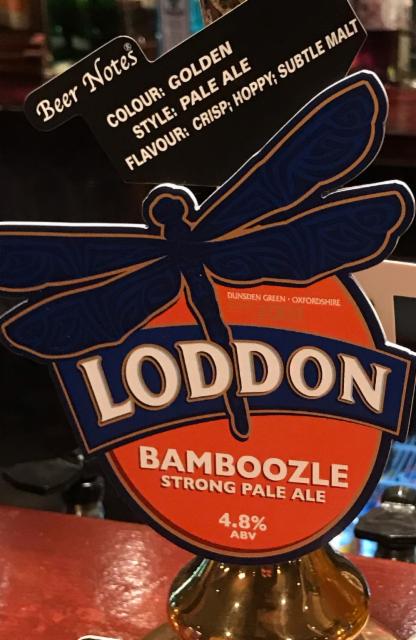 Beer Notes®
COLOUR: GOLDEN
STYLE: PALE ALE
FLAVOUR: CRISP; HOPPY; SUBTLE MALT
DUNSDEN GREEN · OXFORDSHIRE
LODDON
BAMBOOZLE
STRONG PALE ALE
4.8%
ABV